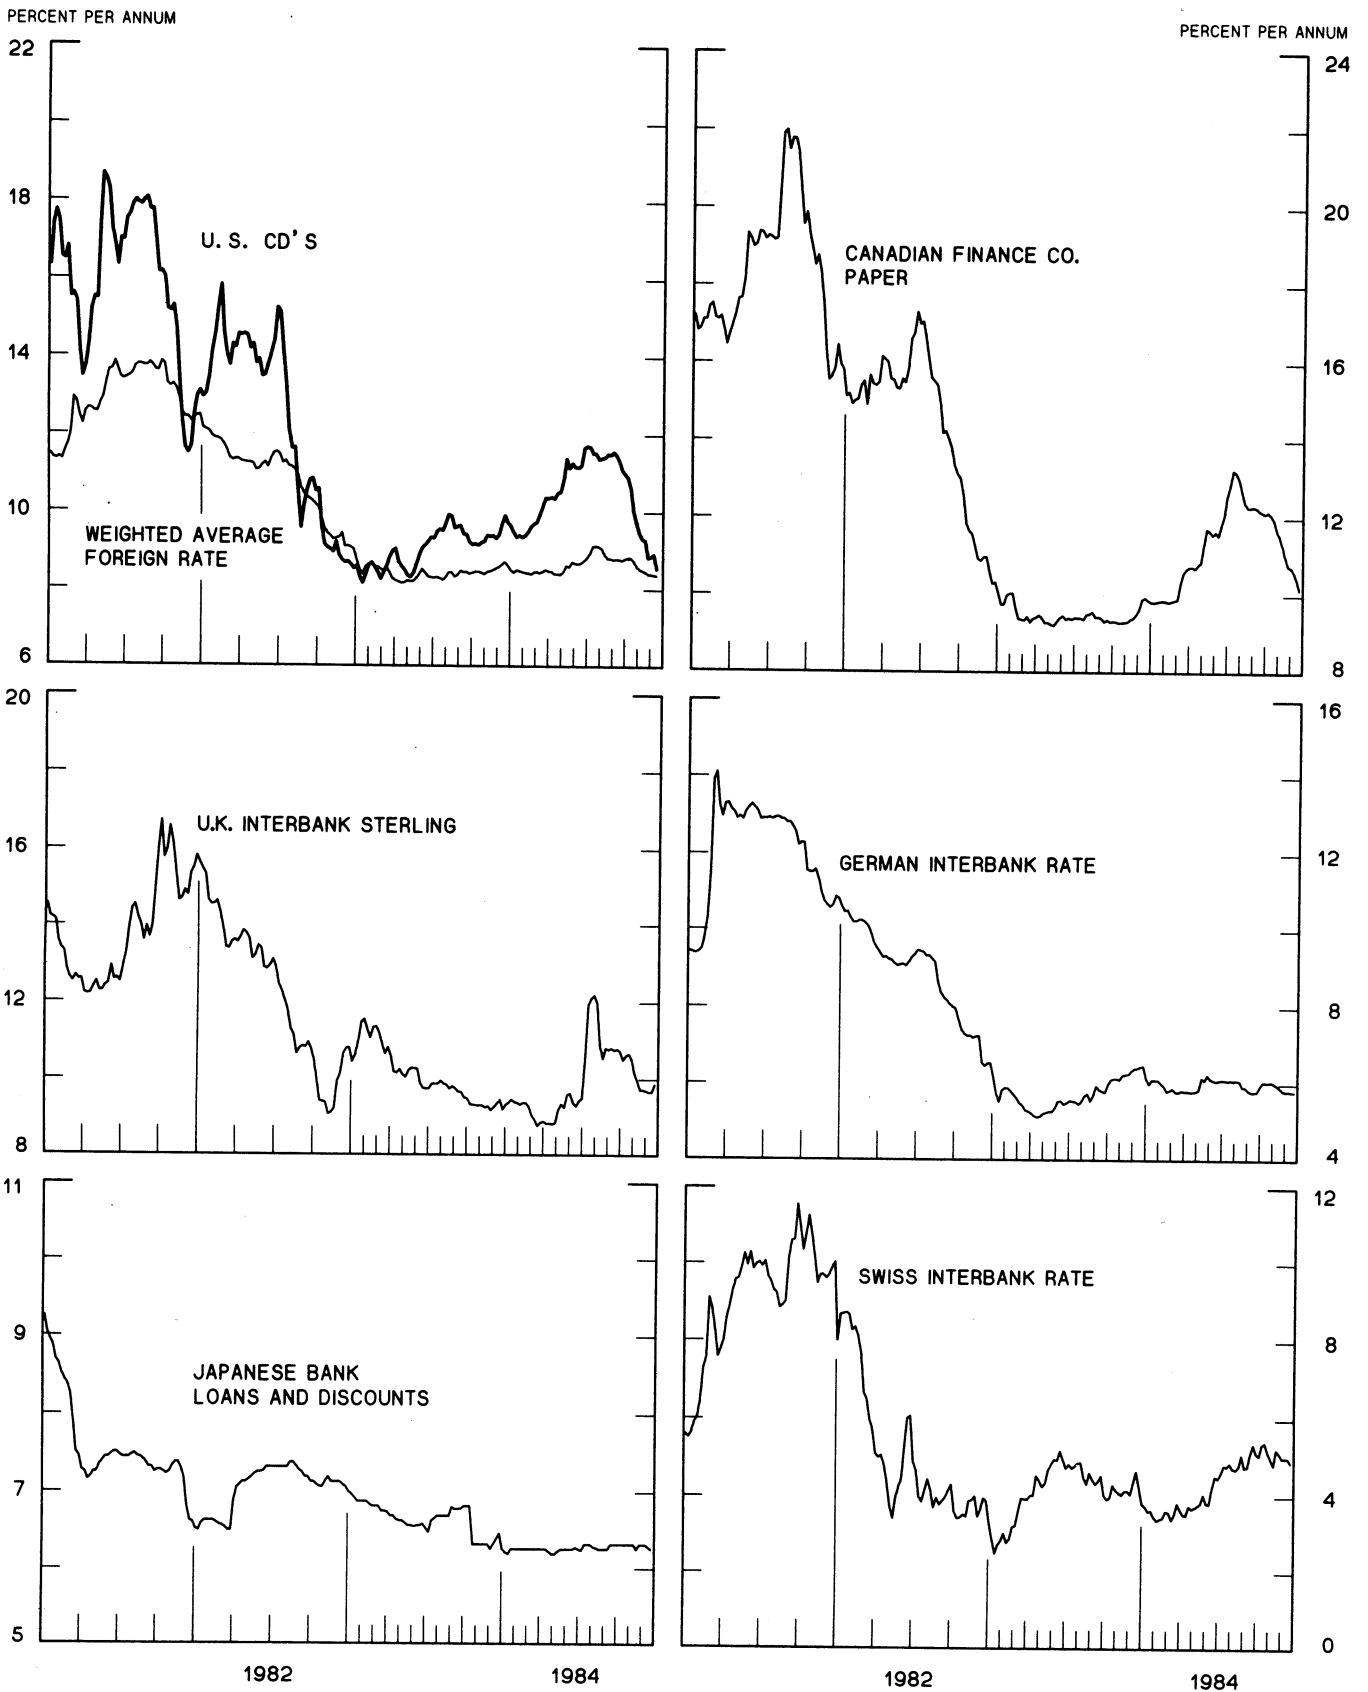 PERCENT PER ANNUM
PERCENT PER ANNUM
22
18
14
10
6
U. S. CD'S
WEIGHTED AVERAGE
FOREIGN RATE
24
20
16
12
8
CANADIAN FINANCE CO.
PAPER
20
16
12
8
U.K. INTERBANK STERLING
16
12
8
4
GERMAN INTERBANK RATE
11
9
7
5
JAPANESE BANK
LOANS AND DISCOUNTS
12
8
4
0
SWISS INTERBANK RATE
1982
1984
1982
1984